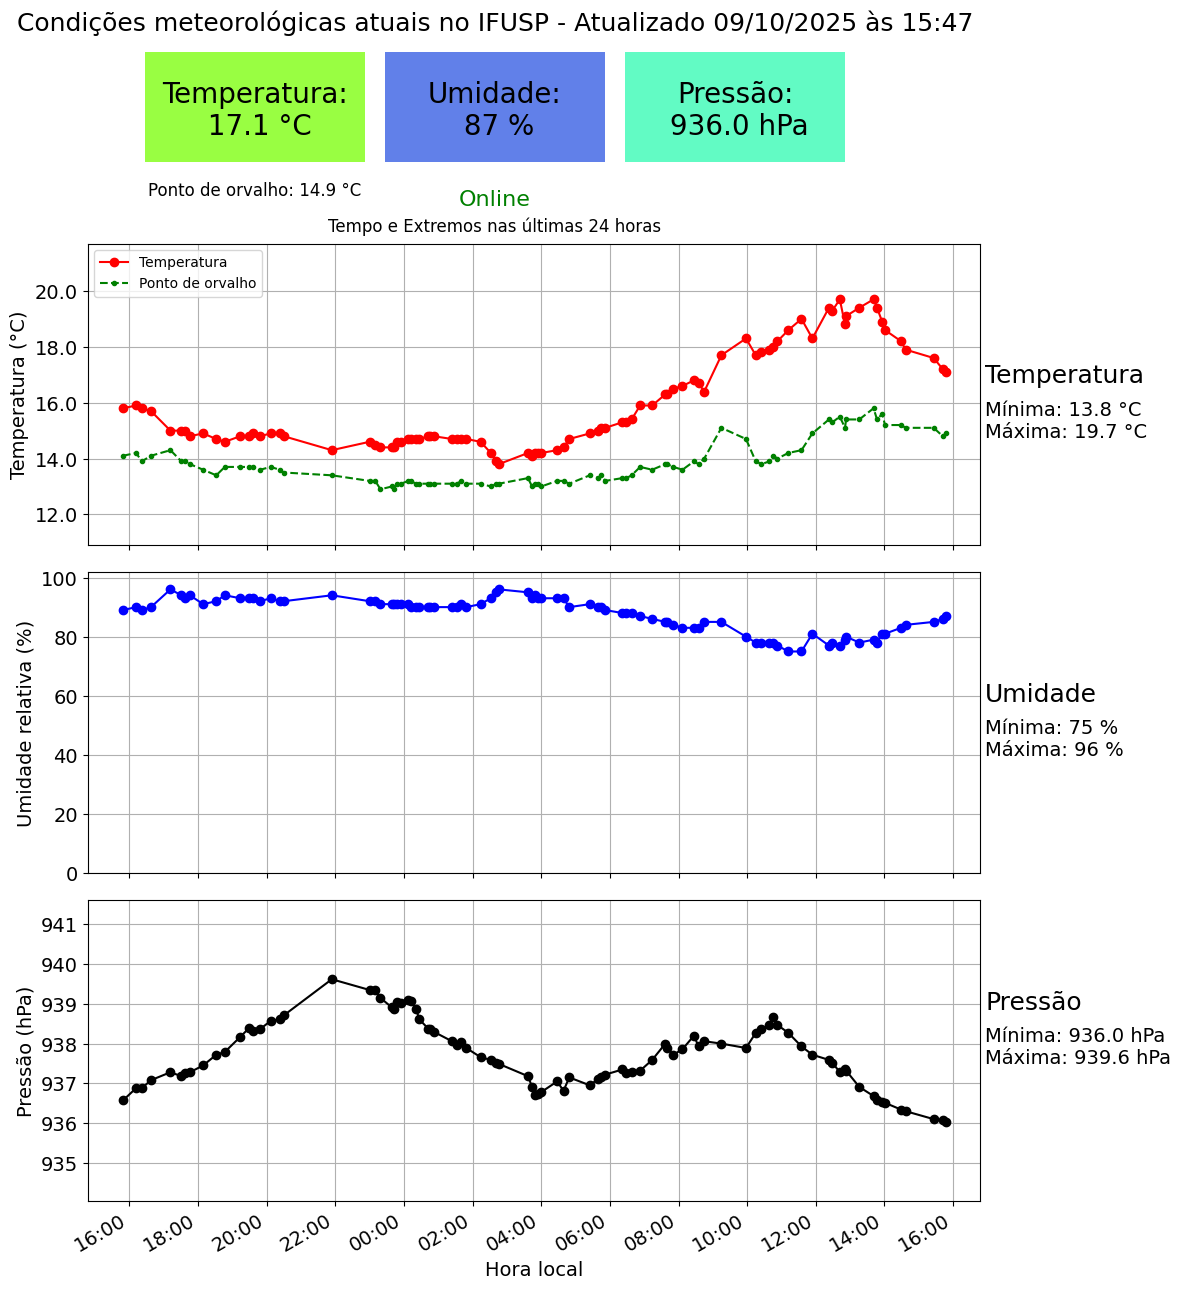 Condições meteorológicas atuais no IFUSP - Atualizado 09/10/2025 às 15:47
Temperatura:
17.1 °C
Umidade:
87 %
Pressão:
936.0 hPa
Ponto de orvalho: 14.9 °C
Online
Tempo e Extremos nas últimas 24 horas
Temperatura
Ponto de orvalho
Temperatura (°C)
20.0
18.0
16.0
14.0
12.0
Temperatura
Mínima: 13.8 °C
Máxima: 19.7 °C
Umidade relativa (%)
100
80
60
40
20
0
Umidade
Mínima: 75 %
Máxima: 96 %
Pressão (hPa)
941
940
939
938
937
936
935
Pressão
Mínima: 936.0 hPa
Máxima: 939.6 hPa
16:00 18:00 20:00 22:00 00:00 02:00 04:00 06:00 08:00 10:00 12:00 14:00 16:00
Hora local